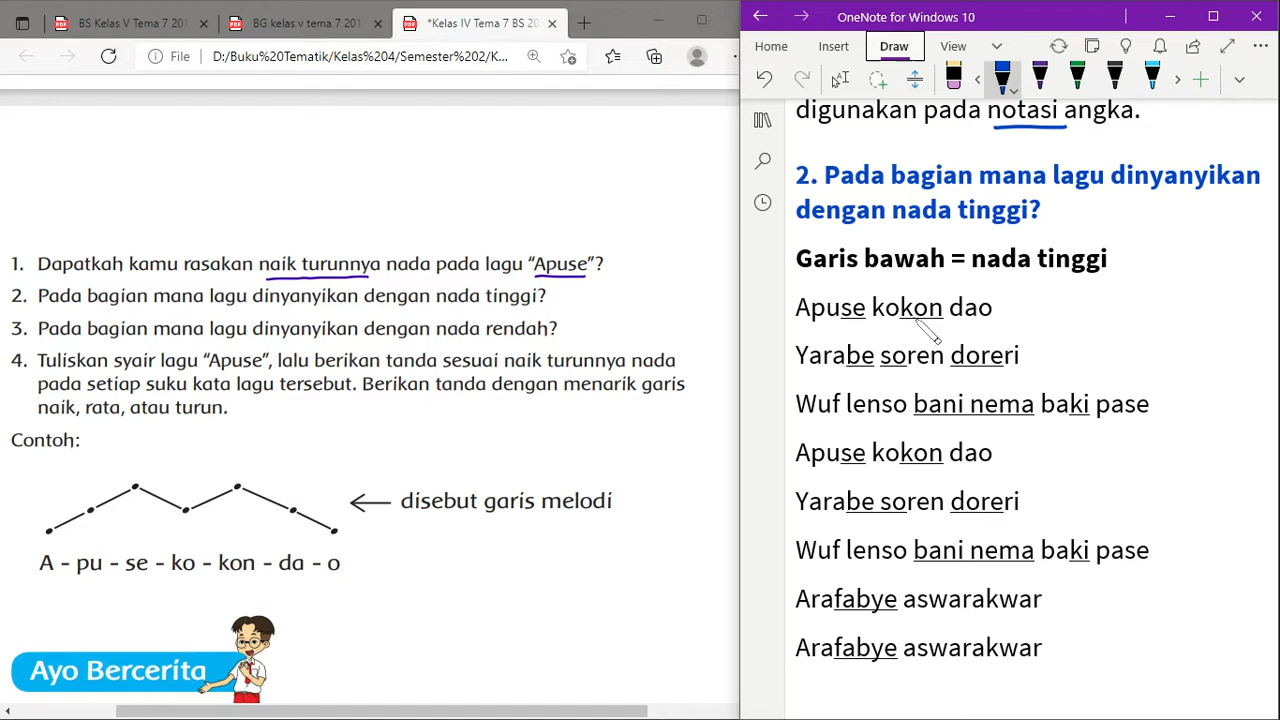 BS Kelas V Tema 7 201
BG kelas v tema 7 201
*Kelas IV Tema 7 BS 20
File
D:/Buku%20Tematik/Kelas%204/Semester%202/K...
1. Dapatkah kamu rasakan naik turunnya nada pada lagu “Apuse”?
2. Pada bagian mana lagu dinyanyikan dengan nada tinggi?
3. Pada bagian mana lagu dinyanyikan dengan nada rendah?
4. Tuliskan syair lagu “Apuse”, lalu berikan tanda sesuai naik turunnya nada
pada setiap suku kata lagu tersebut. Berikan tanda dengan menarik garis
naik, rata, atau turun.
Contoh:
disebut garis melodi
A - pu - se - ko - kon - da - o
Ayo Bercerita
OneNote for Windows 10
Home Insert Draw View
digunakan pada notasi angka.
2. Pada bagian mana lagu dinyanyikan
dengan nada tinggi?
Garis bawah = nada tinggi
Apuse kokon dao
Yarabe soren doreri
Wuf lenso bani nema baki pase
Apuse kokon dao
Yarabe soren doreri
Wuf lenso bani nema baki pase
Arafabye aswarakwar
Arafabye aswarakwar